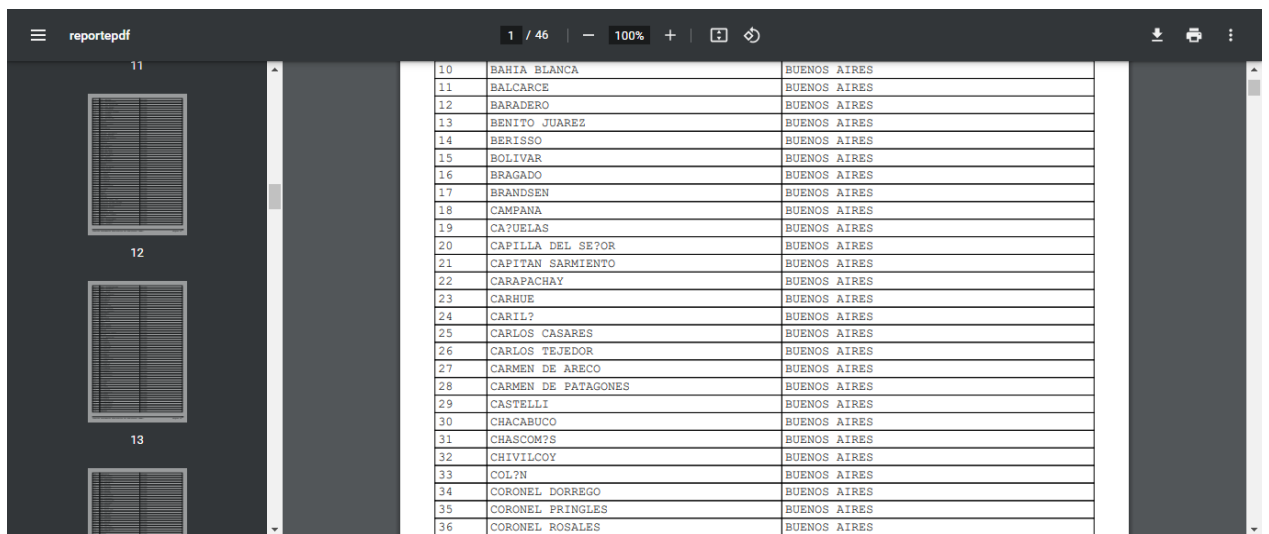 reportepdf
1 / 46
100%
11
12
13
10 BAHIA BLANCA BUENOS AIRES
11 BALCARCE BUENOS AIRES
12 BARADERO BUENOS AIRES
13 BENITO JUAREZ BUENOS AIRES
14 BERISSO BUENOS AIRES
15 BOLIVAR BUENOS AIRES
16 BRAGADO BUENOS AIRES
17 BRANDSEN BUENOS AIRES
18 CAMPANA BUENOS AIRES
19 CA?UELAS BUENOS AIRES
20 CAPILLA DEL SE?OR BUENOS AIRES
21 CAPITAN SARMIENTO BUENOS AIRES
22 CARAPACHAY BUENOS AIRES
23 CARHUE BUENOS AIRES
24 CARIL? BUENOS AIRES
25 CARLOS CASARES BUENOS AIRES
26 CARLOS TEJEDOR BUENOS AIRES
27 CARMEN DE ARECO BUENOS AIRES
28 CARMEN DE PATAGONES BUENOS AIRES
29 CASTELLI BUENOS AIRES
30 CHACABUCO BUENOS AIRES
31 CHASCOM?S BUENOS AIRES
32 CHIVILCOY BUENOS AIRES
33 COL?N BUENOS AIRES
34 CORONEL DORREGO BUENOS AIRES
35 CORONEL PRINGLES BUENOS AIRES
36 CORONEL ROSALES BUENOS AIRES